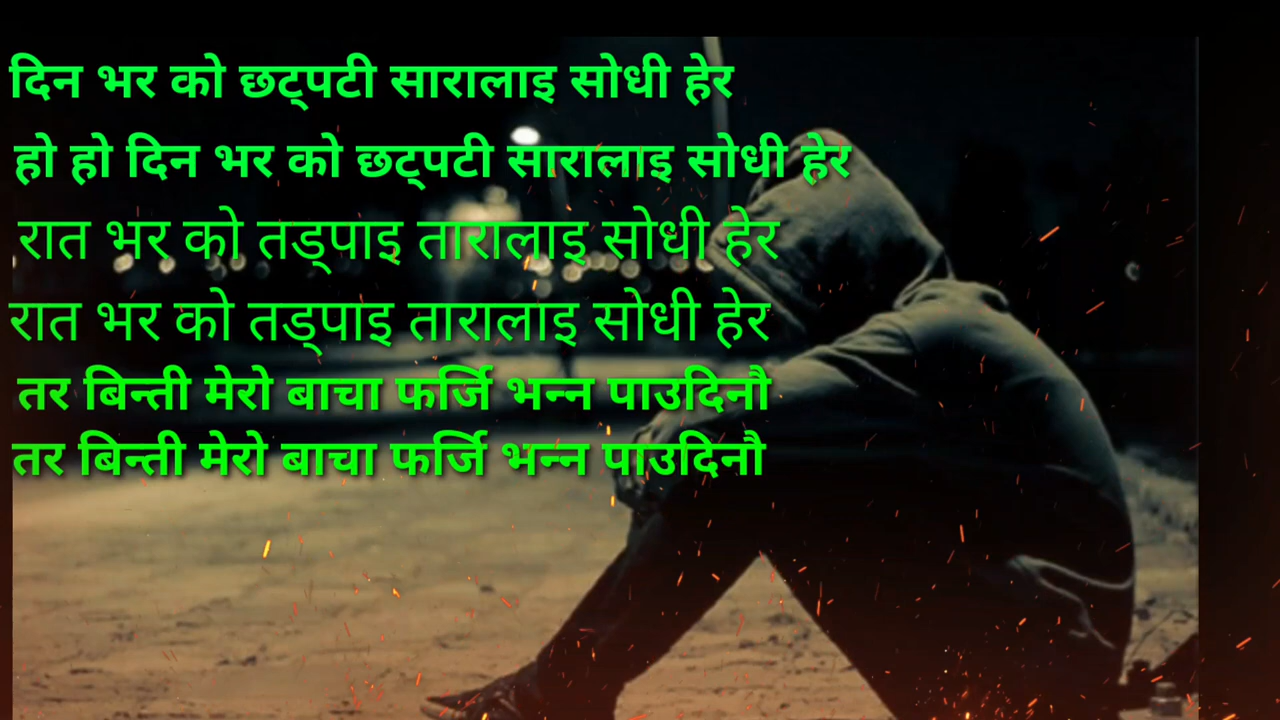 दिन भर को छट्पटी सारालाइ सोधी हेर
हो हो दिन भर को छट्पटी सारालाइ सोधी हेर
रात भर को तड्पाइ तारालाइ सोधी हेर
रात भर को तड्पाइ तारालाइ सोधी हेर
तर बिन्ती मेरो बाचा फर्जि भन्न पाउदिनौ
तर बिन्ती मेरो बाचा फर्जि भन्न पाउदिनौ